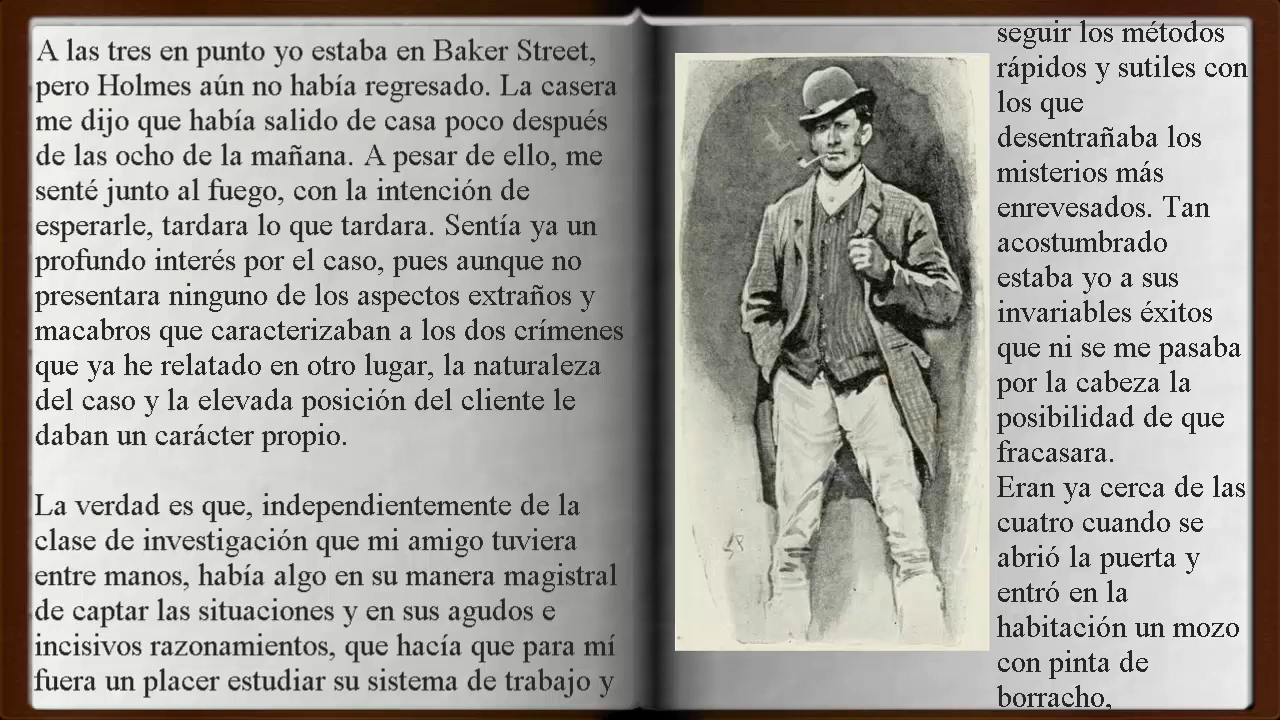 A las tres en punto yo estaba en Baker Street,
pero Holmes aún no había regresado. La casera
me dijo que había salido de casa poco después
de las ocho de la mañana. A pesar de ello, me
senté junto al fuego, con la intención de
esperarle, tardara lo que tardara. Sentía ya un
profundo interés por el caso, pues aunque no
presentara ninguno de los aspectos extraños y
macabros que caracterizaban a los dos crímenes
que ya he relatado en otro lugar, la naturaleza
del caso y la elevada posición del cliente le
daban un carácter propio.
La verdad es que, independientemente de la
clase de investigación que mi amigo tuviera
entre manos, había algo en su manera magistral
de captar las situaciones y en sus agudos e
incisivos razonamientos, que hacía que para mí
fuera un placer estudiar su sistema de trabajo y
seguir los métodos
rápidos y sutiles con
los que
desentrañaba los
misterios más
enrevesados. Tan
acostumbrado
estaba yo a sus
invariables éxitos
que ni se me pasaba
por la cabeza la
posibilidad de que
fracasara.
Eran ya cerca de las
cuatro cuando se
abrió la puerta y
entró en la
habitación un mozo
con pinta de
borracho,
SP